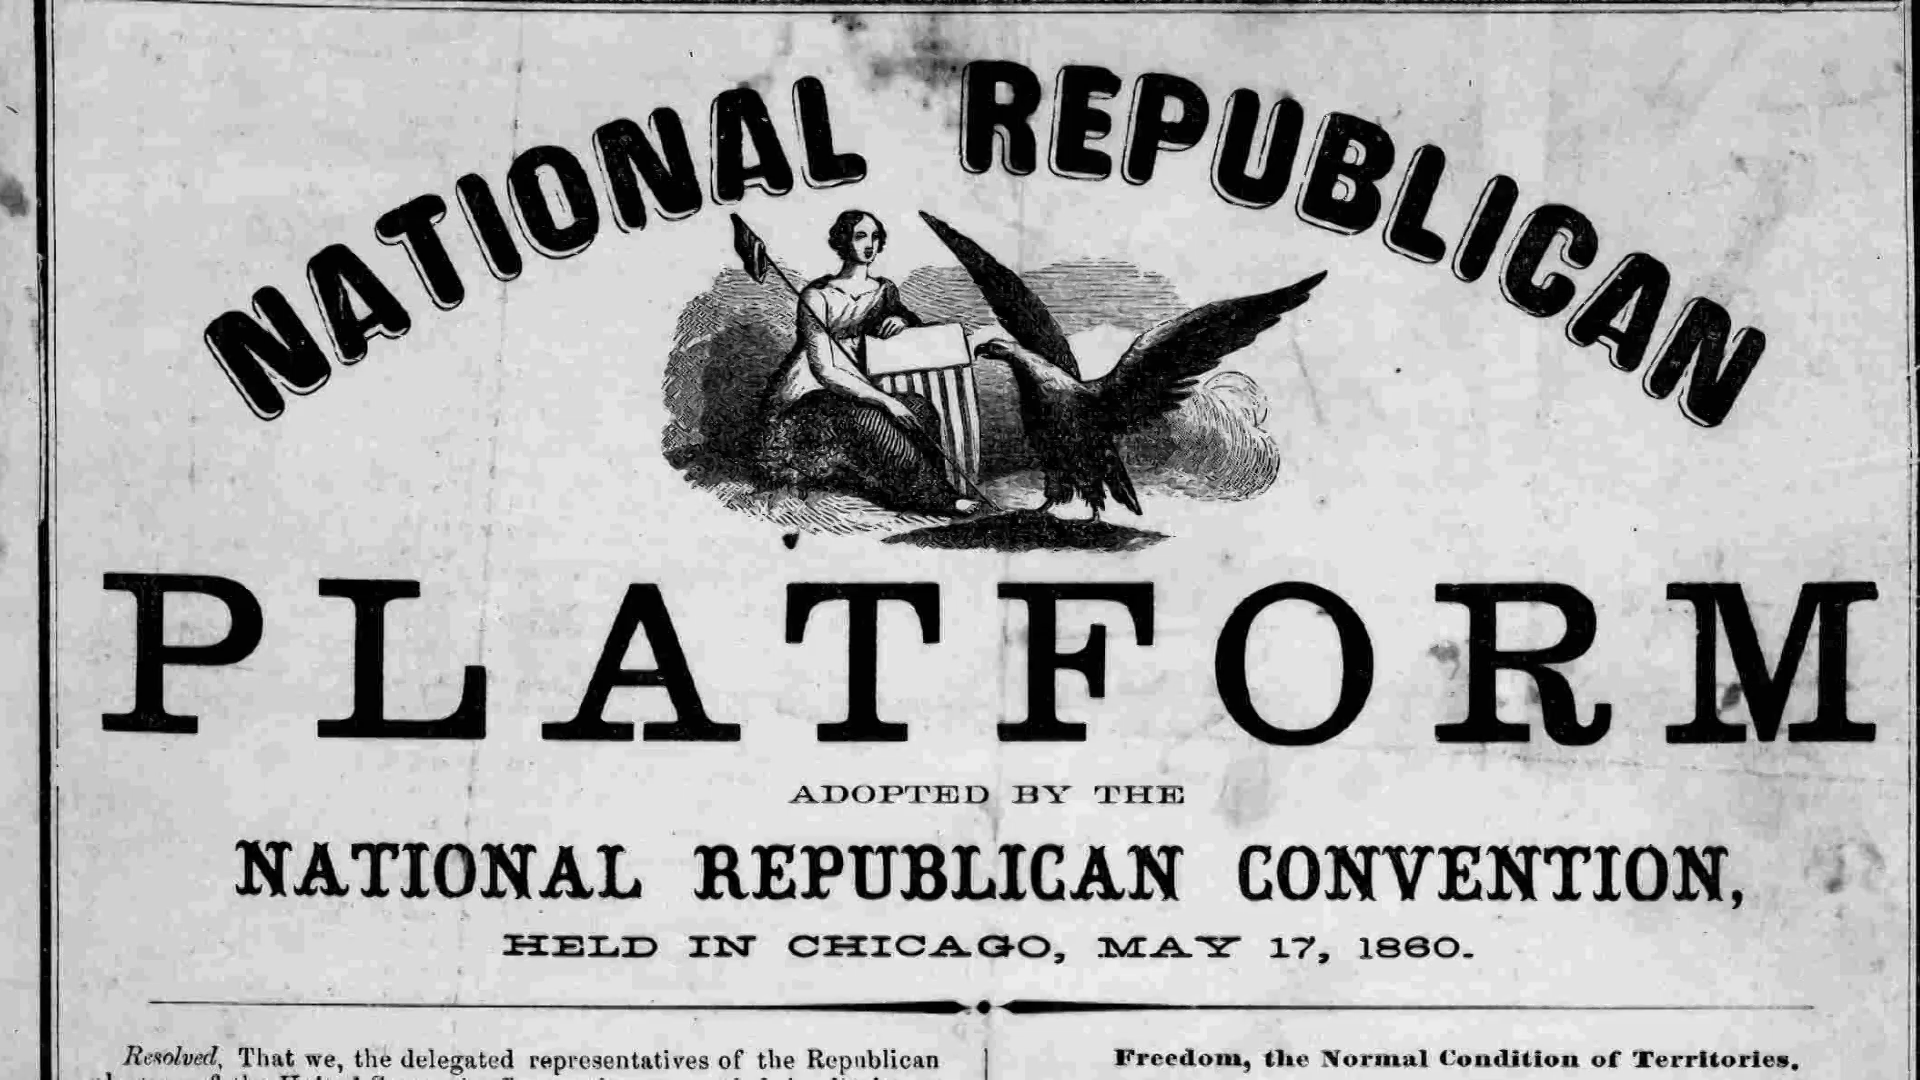 NATIONAL REPUBLICAN
PLATFORM
ADOPTED BY THE
NATIONAL REPUBLICAN CONVENTION,
HELD IN CHICAGO, MAY 17, 1860.
Resolved, That we, the delegated representatives of the Republican
Freedom, the Normal Condition of Territories.